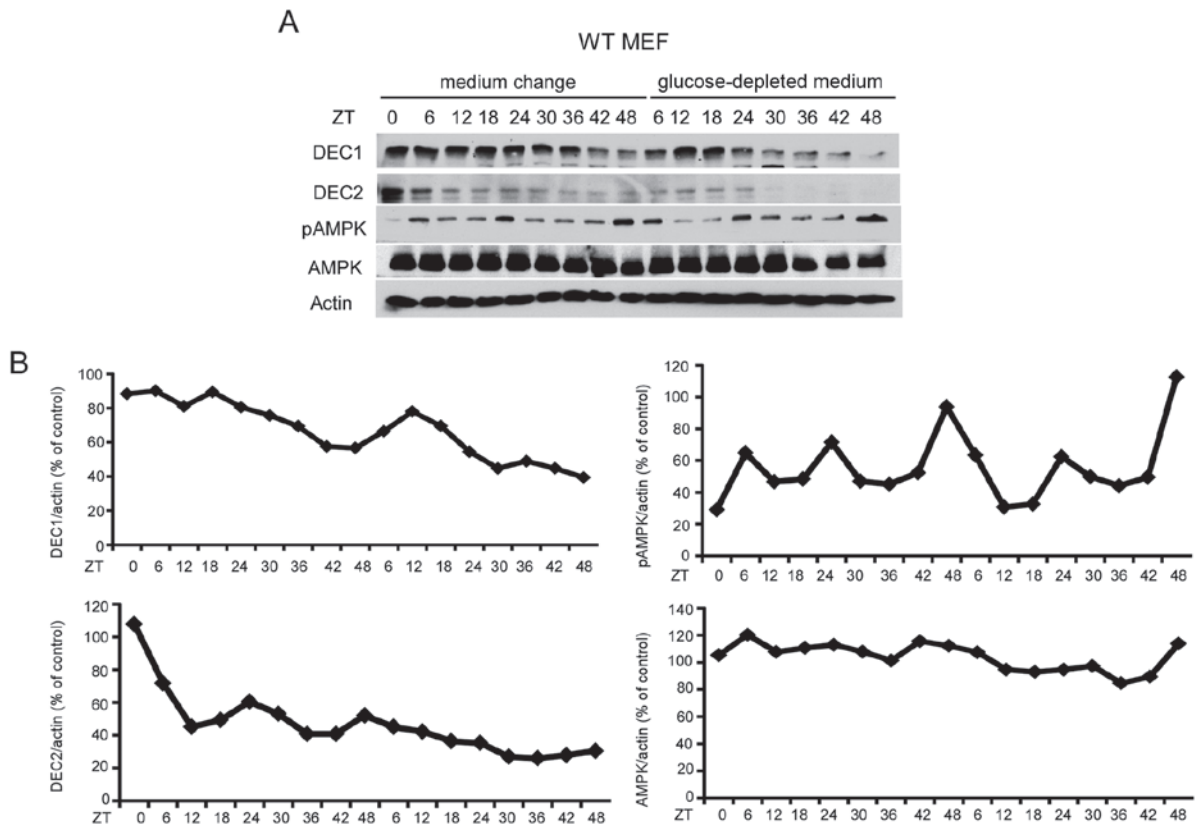 A
WT MEF
medium change glucose-depleted medium
ZT 0 6 12 18 24 30 36 42 48 6 12 18 24 30 36 42 48
DEC1
DEC2
pAMPK
AMPK
Actin
B
DEC1/actin (% of control)
100
80
60
40
20
0
ZT 0 6 12 18 24 30 36 42 48 6 12 18 24 30 36 42 48
pAMPK/actin (% of control)
120
100
80
60
40
20
0
ZT 0 6 12 18 24 30 36 42 48 6 12 18 24 30 36 42 48
DEC2/actin (% of control)
120
100
80
60
40
20
0
ZT 0 6 12 18 24 30 36 42 48 6 12 18 24 30 36 42 48
AMPK/actin (% of control)
140
120
100
80
60
40
20
0
ZT 0 6 12 18 24 30 36 42 48 6 12 18 24 30 36 42 48